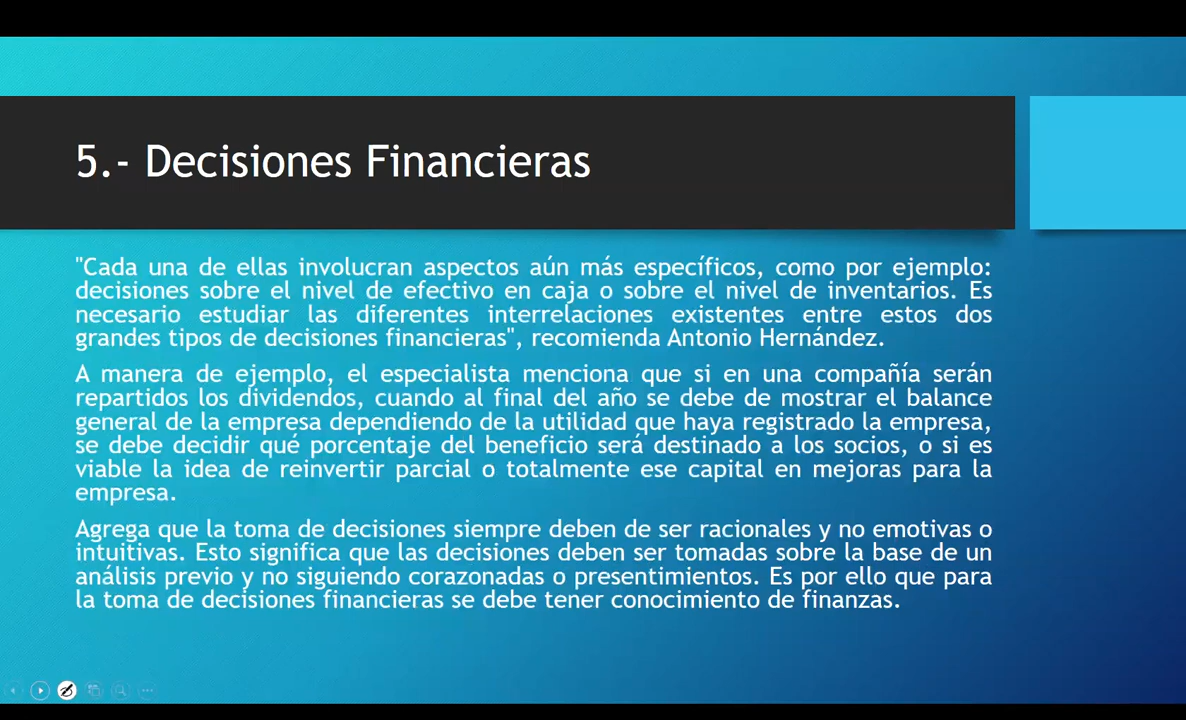 5.- Decisiones Financieras
"Cada una de ellas involucran aspectos aún más específicos, como por ejemplo:
decisiones sobre el nivel de efectivo en caja o sobre el nivel de inventarios. Es
necesario estudiar las diferentes interrelaciones existentes entre estos dos
grandes tipos de decisiones financieras", recomienda Antonio Hernández.
A manera de ejemplo, el especialista menciona que si en una compañía serán
repartidos los dividendos, cuando al final del año se debe de mostrar el balance
general de la empresa dependiendo de la utilidad que haya registrado la empresa,
se debe decidir qué porcentaje del beneficio será destinado a los socios, o si es
viable la idea de reinvertir parcial o totalmente ese capital en mejoras para la
empresa.
Agrega que la toma de decisiones siempre deben de ser racionales y no emotivas o
intuitivas. Esto significa que las decisiones deben ser tomadas sobre la base de un
análisis previo y no siguiendo corazonadas o presentimientos. Es por ello que para
la toma de decisiones financieras se debe tener conocimiento de finanzas.